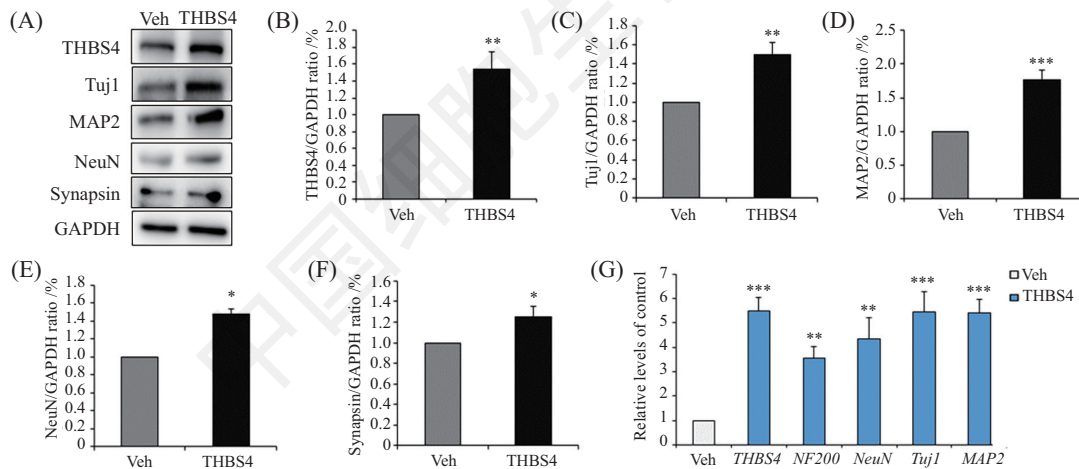 (A)
Veh THBS4
THBS4
Tuj1
MAP2
NeuN
Synapsin
GAPDH
(B)
THBS4/GAPDH ratio /%
2.0
1.8
1.6
1.4
1.2
1.0
0.8
0.6
0.4
0.2
0
**
Veh THBS4
(C)
Tuj1/GAPDH ratio /%
1.8
1.6
1.4
1.2
1.0
0.8
0.6
0.4
0.2
0
**
Veh THBS4
(D)
MAP2/GAPDH ratio /%
2.5
2.0
1.5
1.0
0.5
0
***
Veh THBS4
(E)
NeuN/GAPDH ratio /%
1.8
1.6
1.4
1.2
1.0
0.8
0.6
0.4
0.2
0
*
Veh THBS4
(F)
Synapsin/GAPDH ratio /%
1.6
1.4
1.2
1.0
0.8
0.6
0.4
0.2
0
*
Veh THBS4
(G)
Relative levels of control
7
6
5
4
3
2
1
0
*** ** ** *** ***
Veh THBS4 NF200 NeuN Tuj1 MAP2
Veh
THBS4
中国细胞生